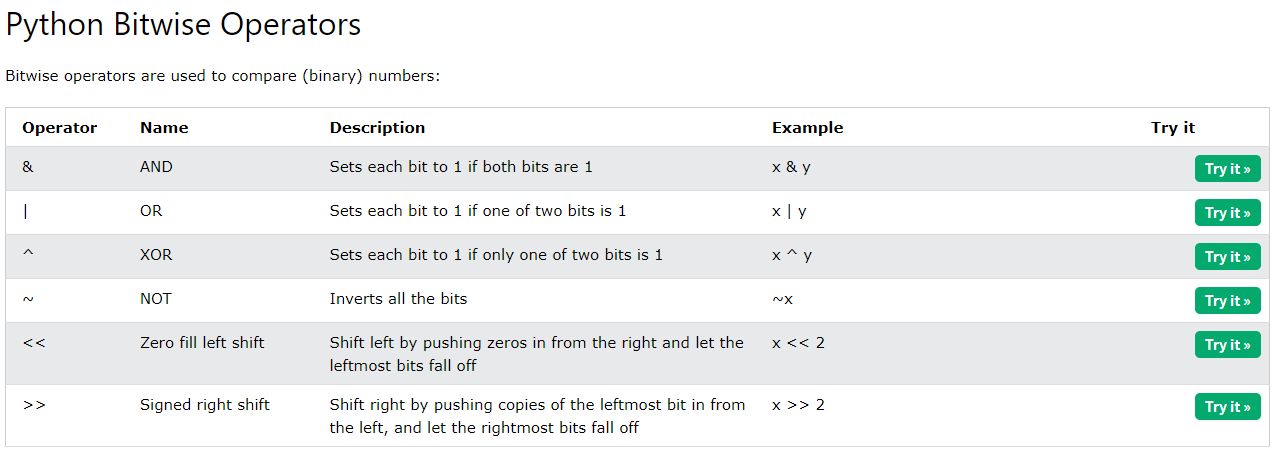 Python Bitwise Operators
Bitwise operators are used to compare (binary) numbers:
Operator Name Description Example Try it
& AND Sets each bit to 1 if both bits are 1 x & y Try it »
| OR Sets each bit to 1 if one of two bits is 1 x | y Try it »
^ XOR Sets each bit to 1 if only one of two bits is 1 x ^ y Try it »
~ NOT Inverts all the bits ~x Try it »
<< Zero fill left shift Shift left by pushing zeros in from the right and let the x << 2 Try it »
leftmost bits fall off
>> Signed right shift Shift right by pushing copies of the leftmost bit in from x >> 2 Try it »
the left, and let the rightmost bits fall off